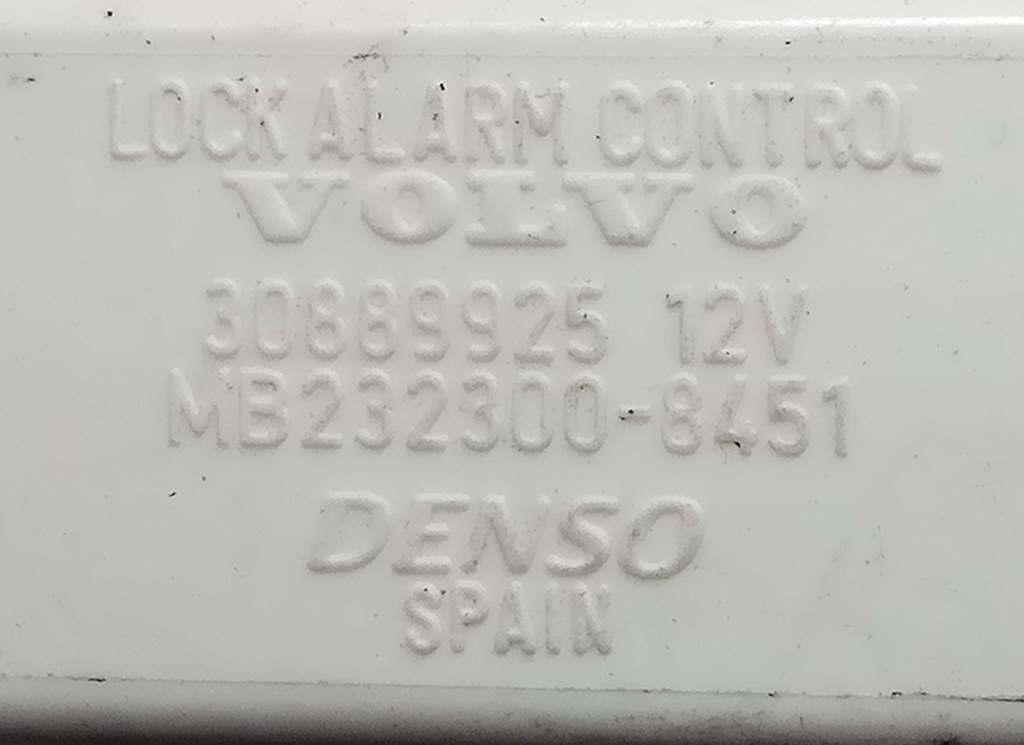 LOCK ALARM CONTROL
VOLVO
30889925 12V
MB232300-8451
DENSO
SPAIN